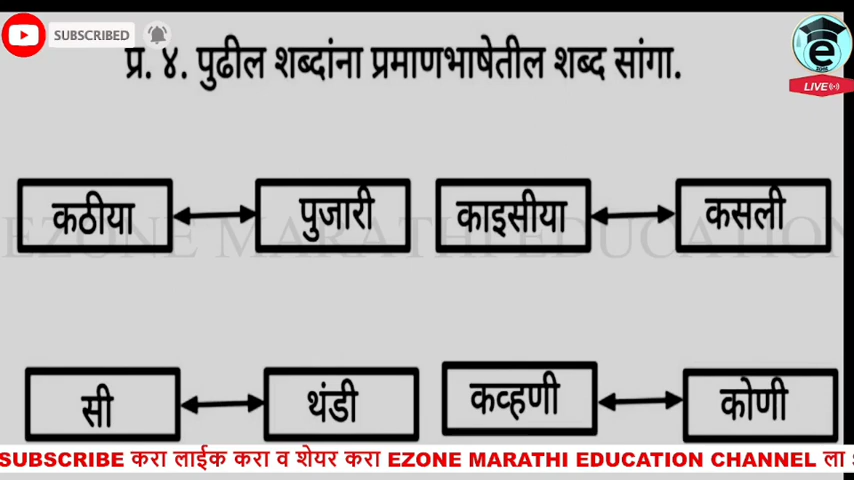 SUBSCRIBED
e
LIVE
प्र. ४. पुढील शब्दांना प्रमाणभाषेतील शब्द सांगा.
कठीया पुजारी काइसीया कसली
EZONE MARATHI EDUCATION
सी थंडी कव्हणी कोणी
SUBSCRIBE करा लाईक करा व शेयर करा EZONE MARATHI EDUCATION CHANNEL ला